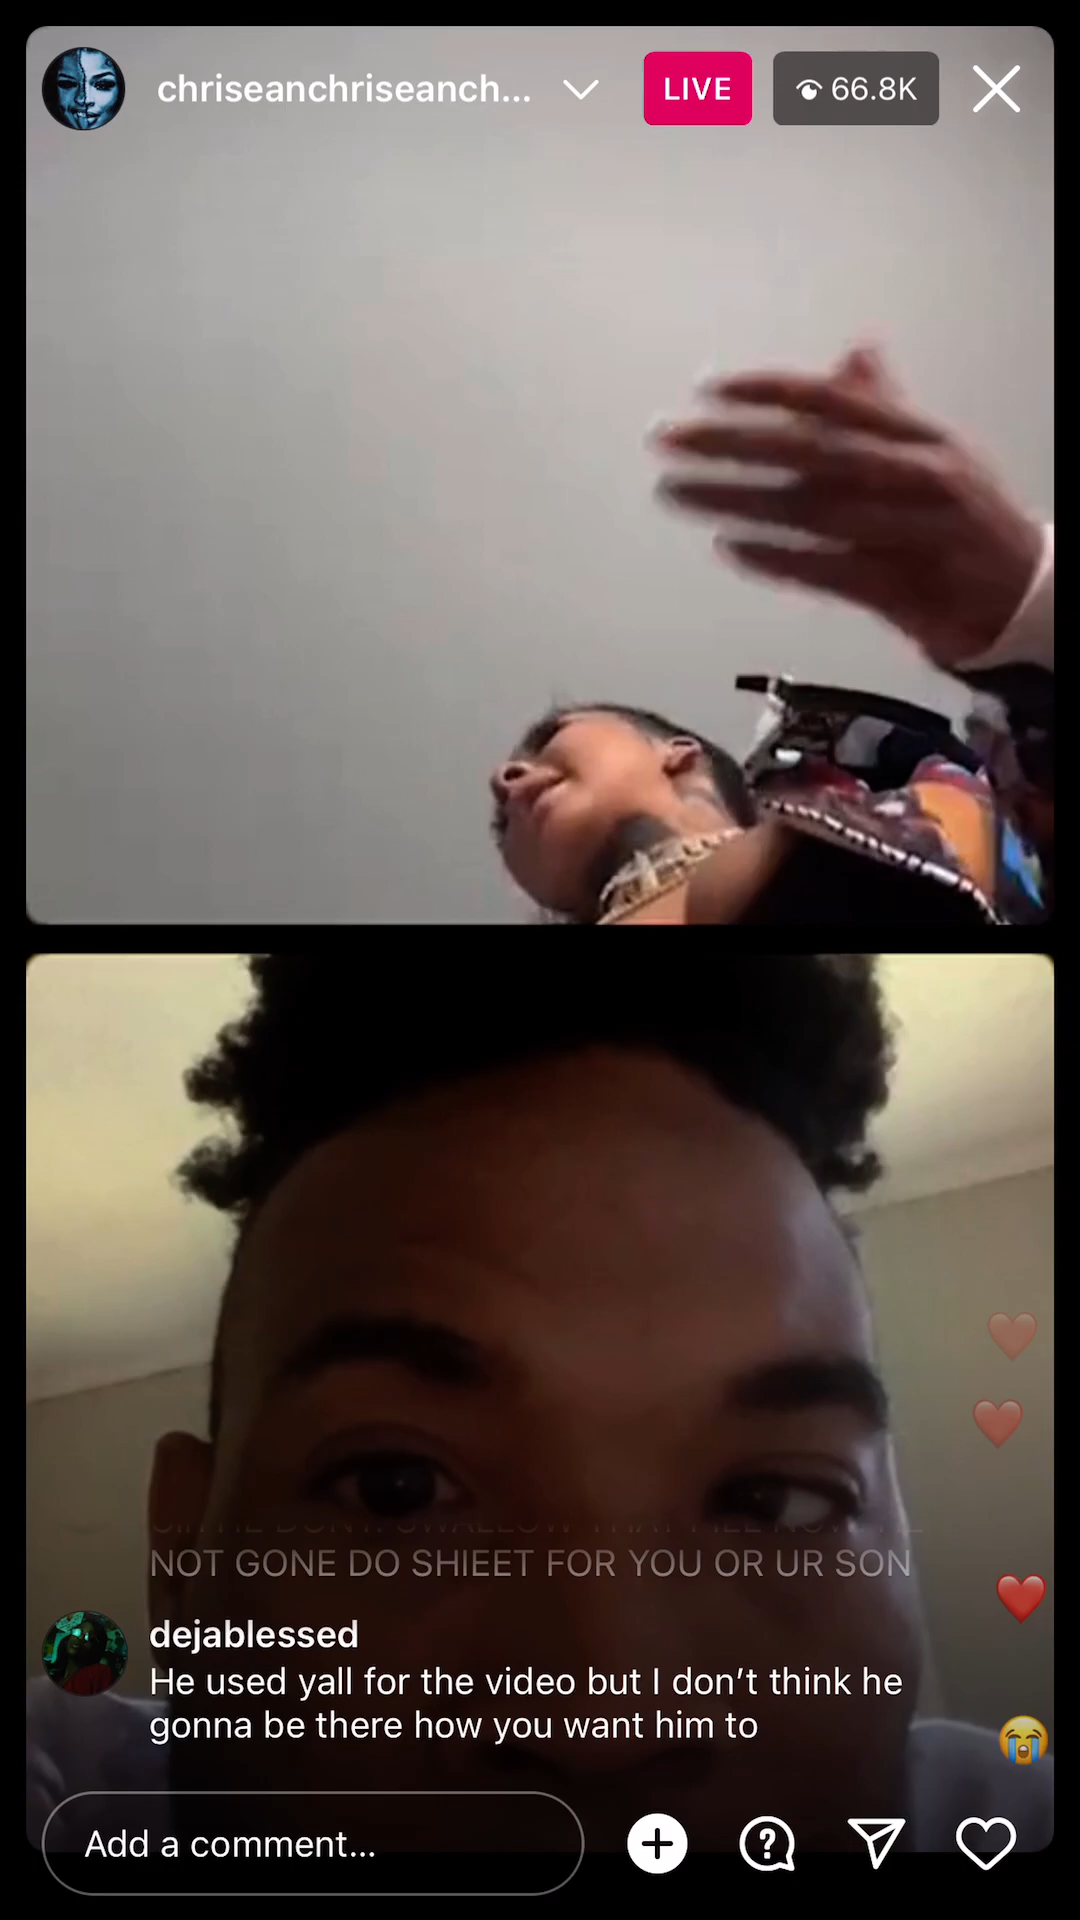 chriseanchriseanch...
LIVE
66.8K
NOT GONE DO SHIEET FOR YOU OR UR SON
dejablessed
He used yall for the video but I don’t think he
gonna be there how you want him to
Add a comment...